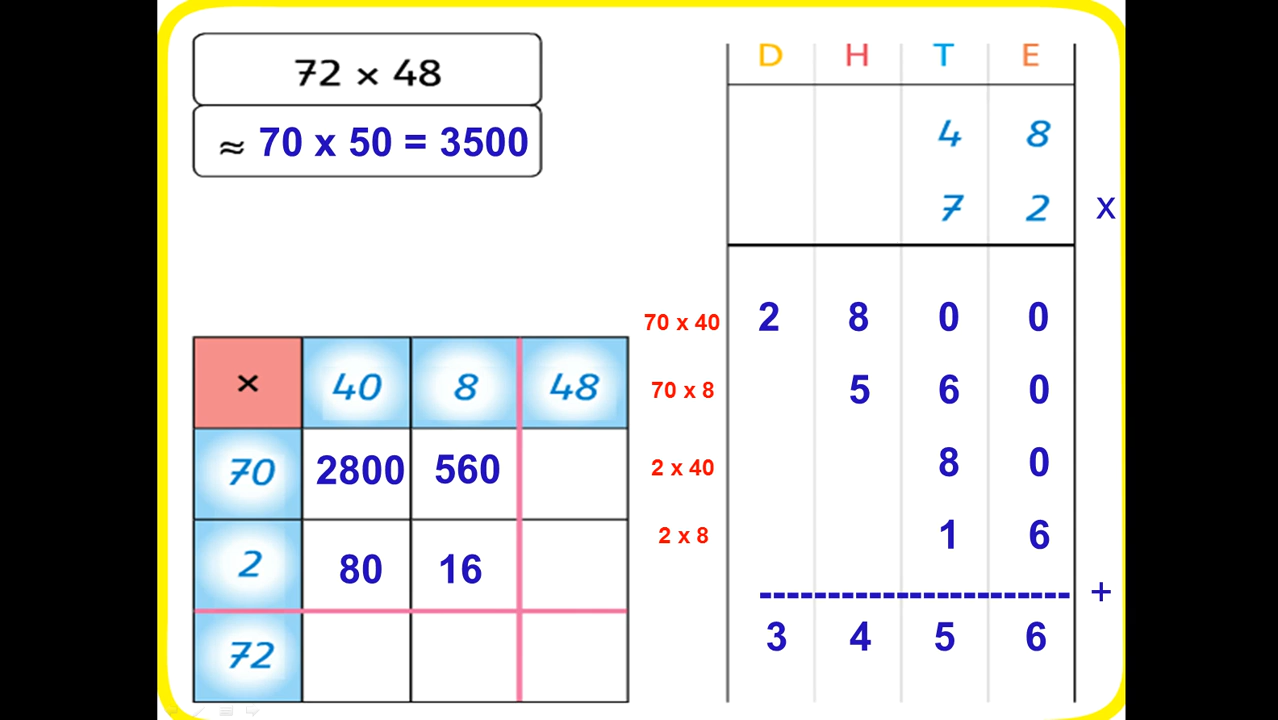 72 × 48
≈ 70 x 50 = 3500
× 40 8 48
70 2800 560
2 80 16
72
D H T E
4 8
7 2 x
70 x 40 2 8 0 0
70 x 8 5 6 0
2 x 40 8 0
2 x 8 1 6
---------------------- +
3 4 5 6